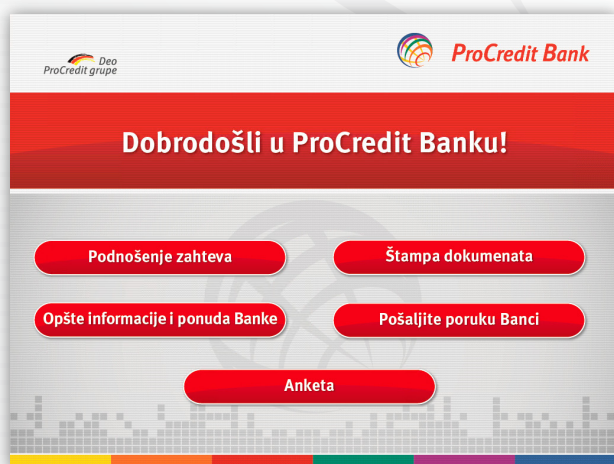 Deo
ProCredit grupe
ProCredit Bank
Dobrodošli u ProCredit Banku!
Podnošenje zahteva
Štampa dokumenata
Opšte informacije i ponuda Banke
Pošaljite poruku Banci
Anketa